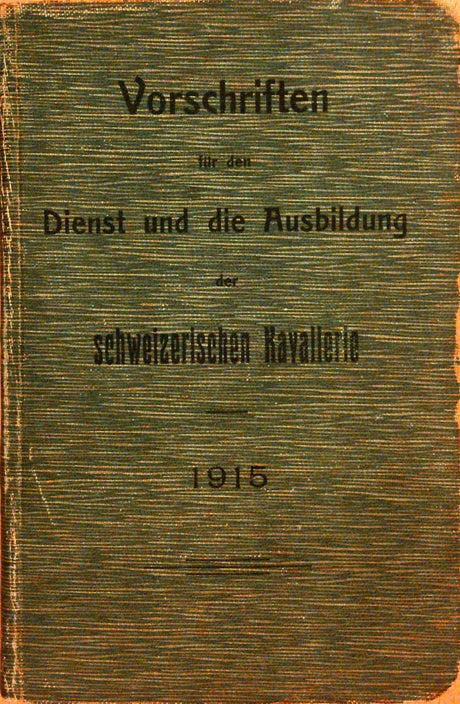 Vorschriften
für den
Dienst und die Ausbildung
der
schweizerischen Kavallerie
1915